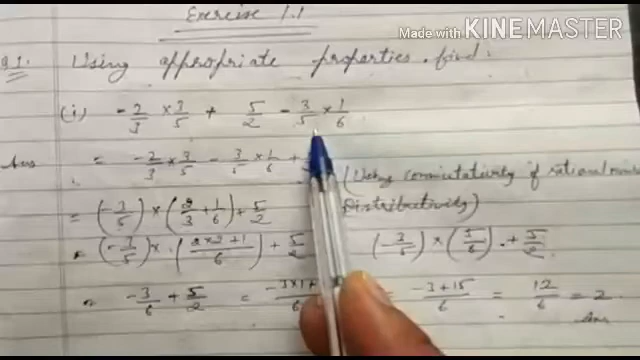 Exercise 1.1
Made with KINEMASTER
Q1. Using appropriate properties. find.
(i) -2/3 × 3/5 + 5/2 - 3/5 × 1/6
Ans = -2/3 × 3/5 - 3/5 × 1/6 + (Using commutativity of rational
= (-3/5) × (2/3 + 1/6) + 5/2 Distributivity)
= (-3/5) × (2×2+1/6) + 5/2 (-3/5) × (5/6) + 5/2
= -3/6 + 5/2 = -3×1+ /6 = -3+15/6 = 12/6 = 2 Ans